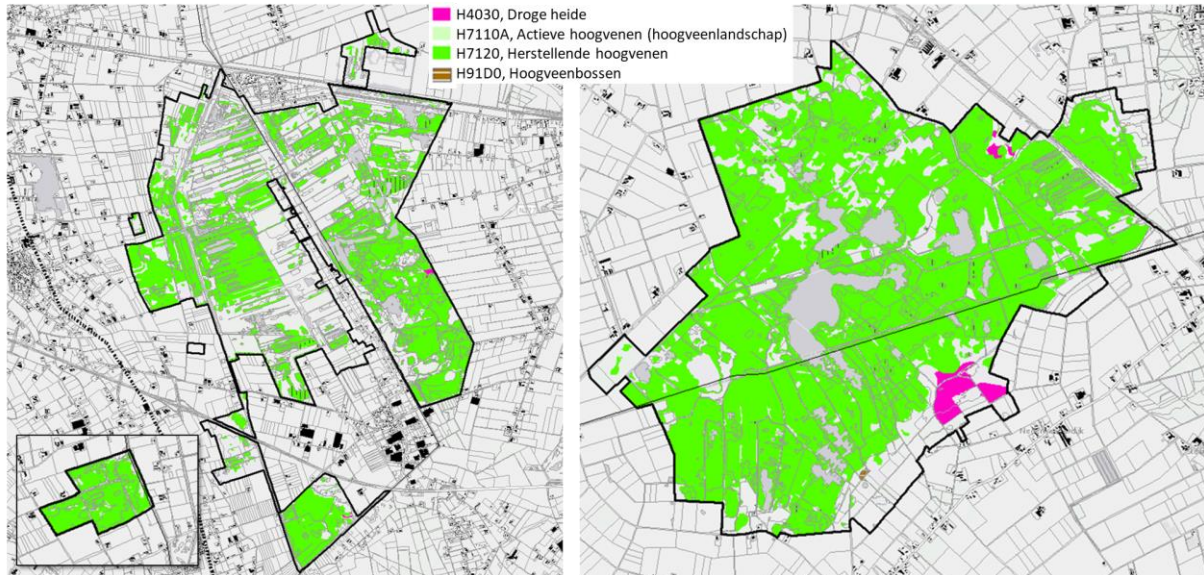 H4030, Droge heide
H7110A, Actieve hoogvenen (hoogveenlandschap)
H7120, Herstellende hoogvenen
H91D0, Hoogveenbossen